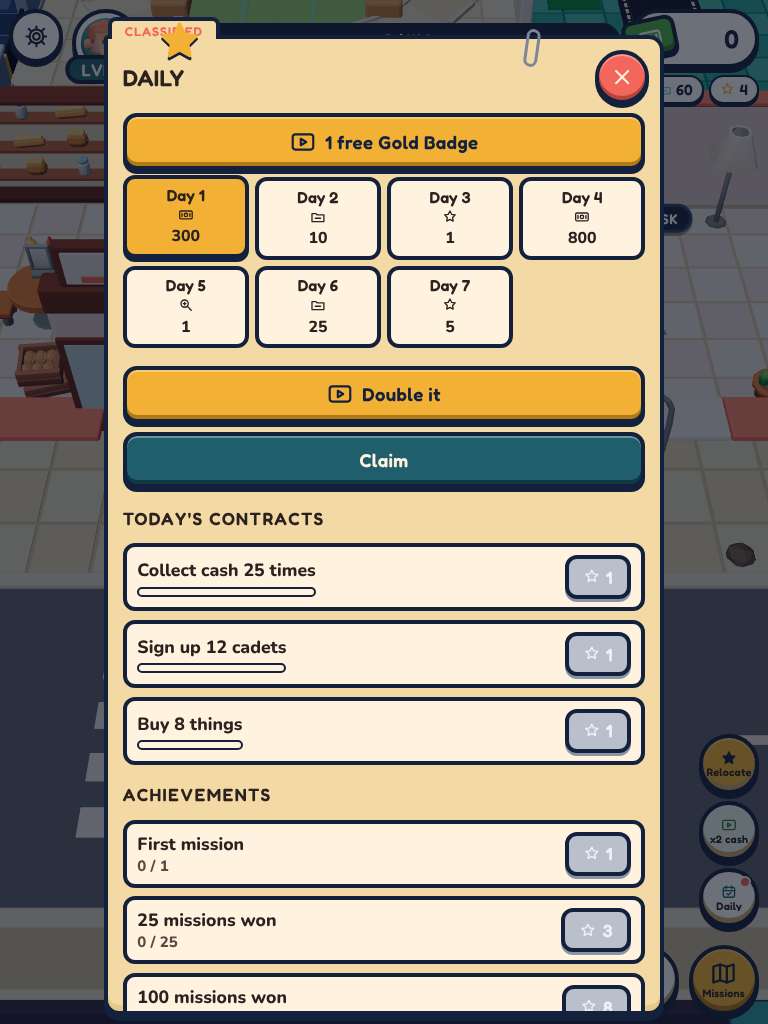 CLASSIFIED
DAILY
0
LV
60
4
1 free Gold Badge
Day 1
300
Day 2
10
Day 3
1
Day 4
800
SK
Day 5
1
Day 6
25
Day 7
5
Double it
Claim
TODAY'S CONTRACTS
Collect cash 25 times
1
Sign up 12 cadets
1
Buy 8 things
1
Relocate
ACHIEVEMENTS
First mission
0 / 1
1
x2 cash
25 missions won
0 / 25
3
Daily
100 missions won
8
Missions